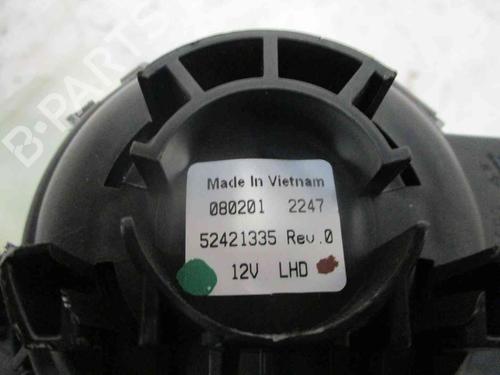 B-PARTS
Made In Vietnam
080201 2247
52421335 Rev.0
12V LHD